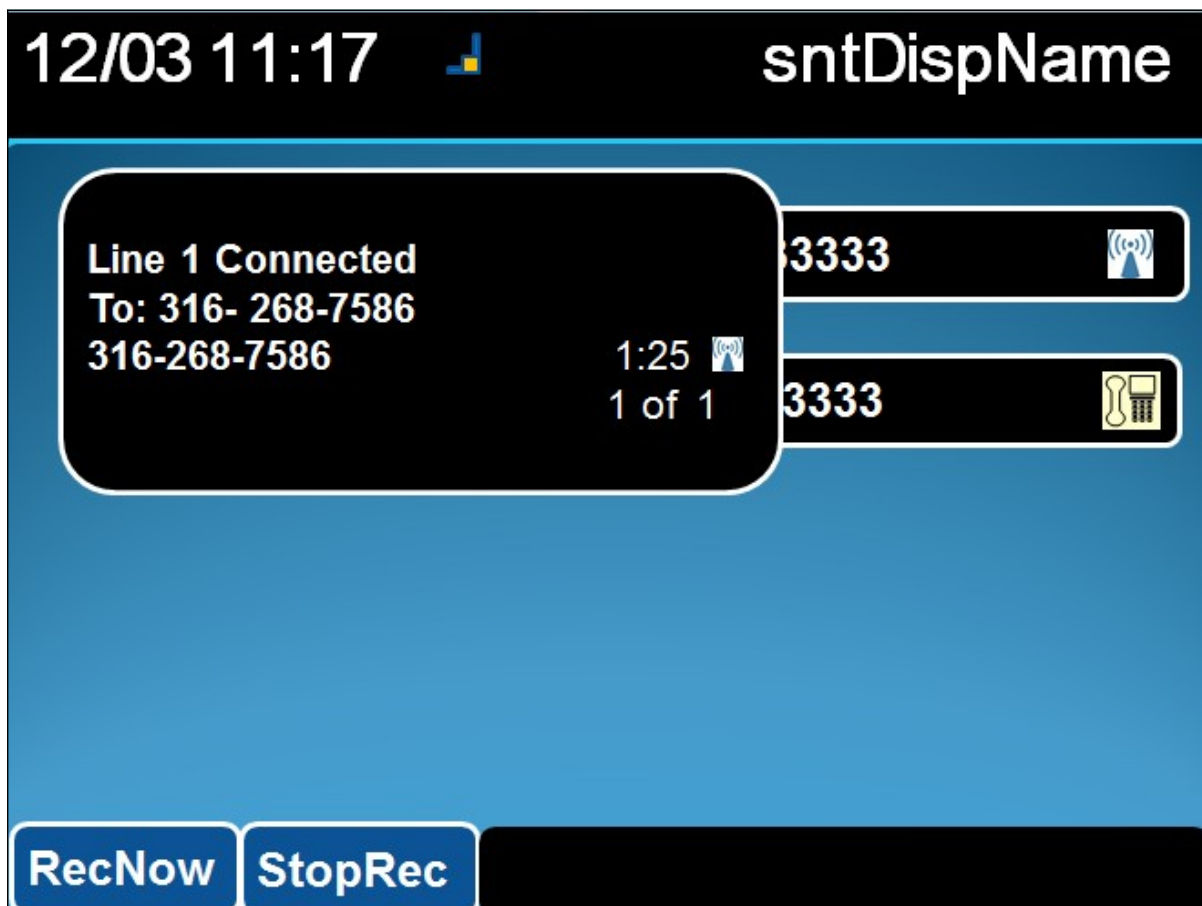 12/03 11:17 sntDispName
Line 1 Connected
To: 316- 268-7586
316-268-7586 1:25
1 of 1
3333
3333
RecNow StopRec